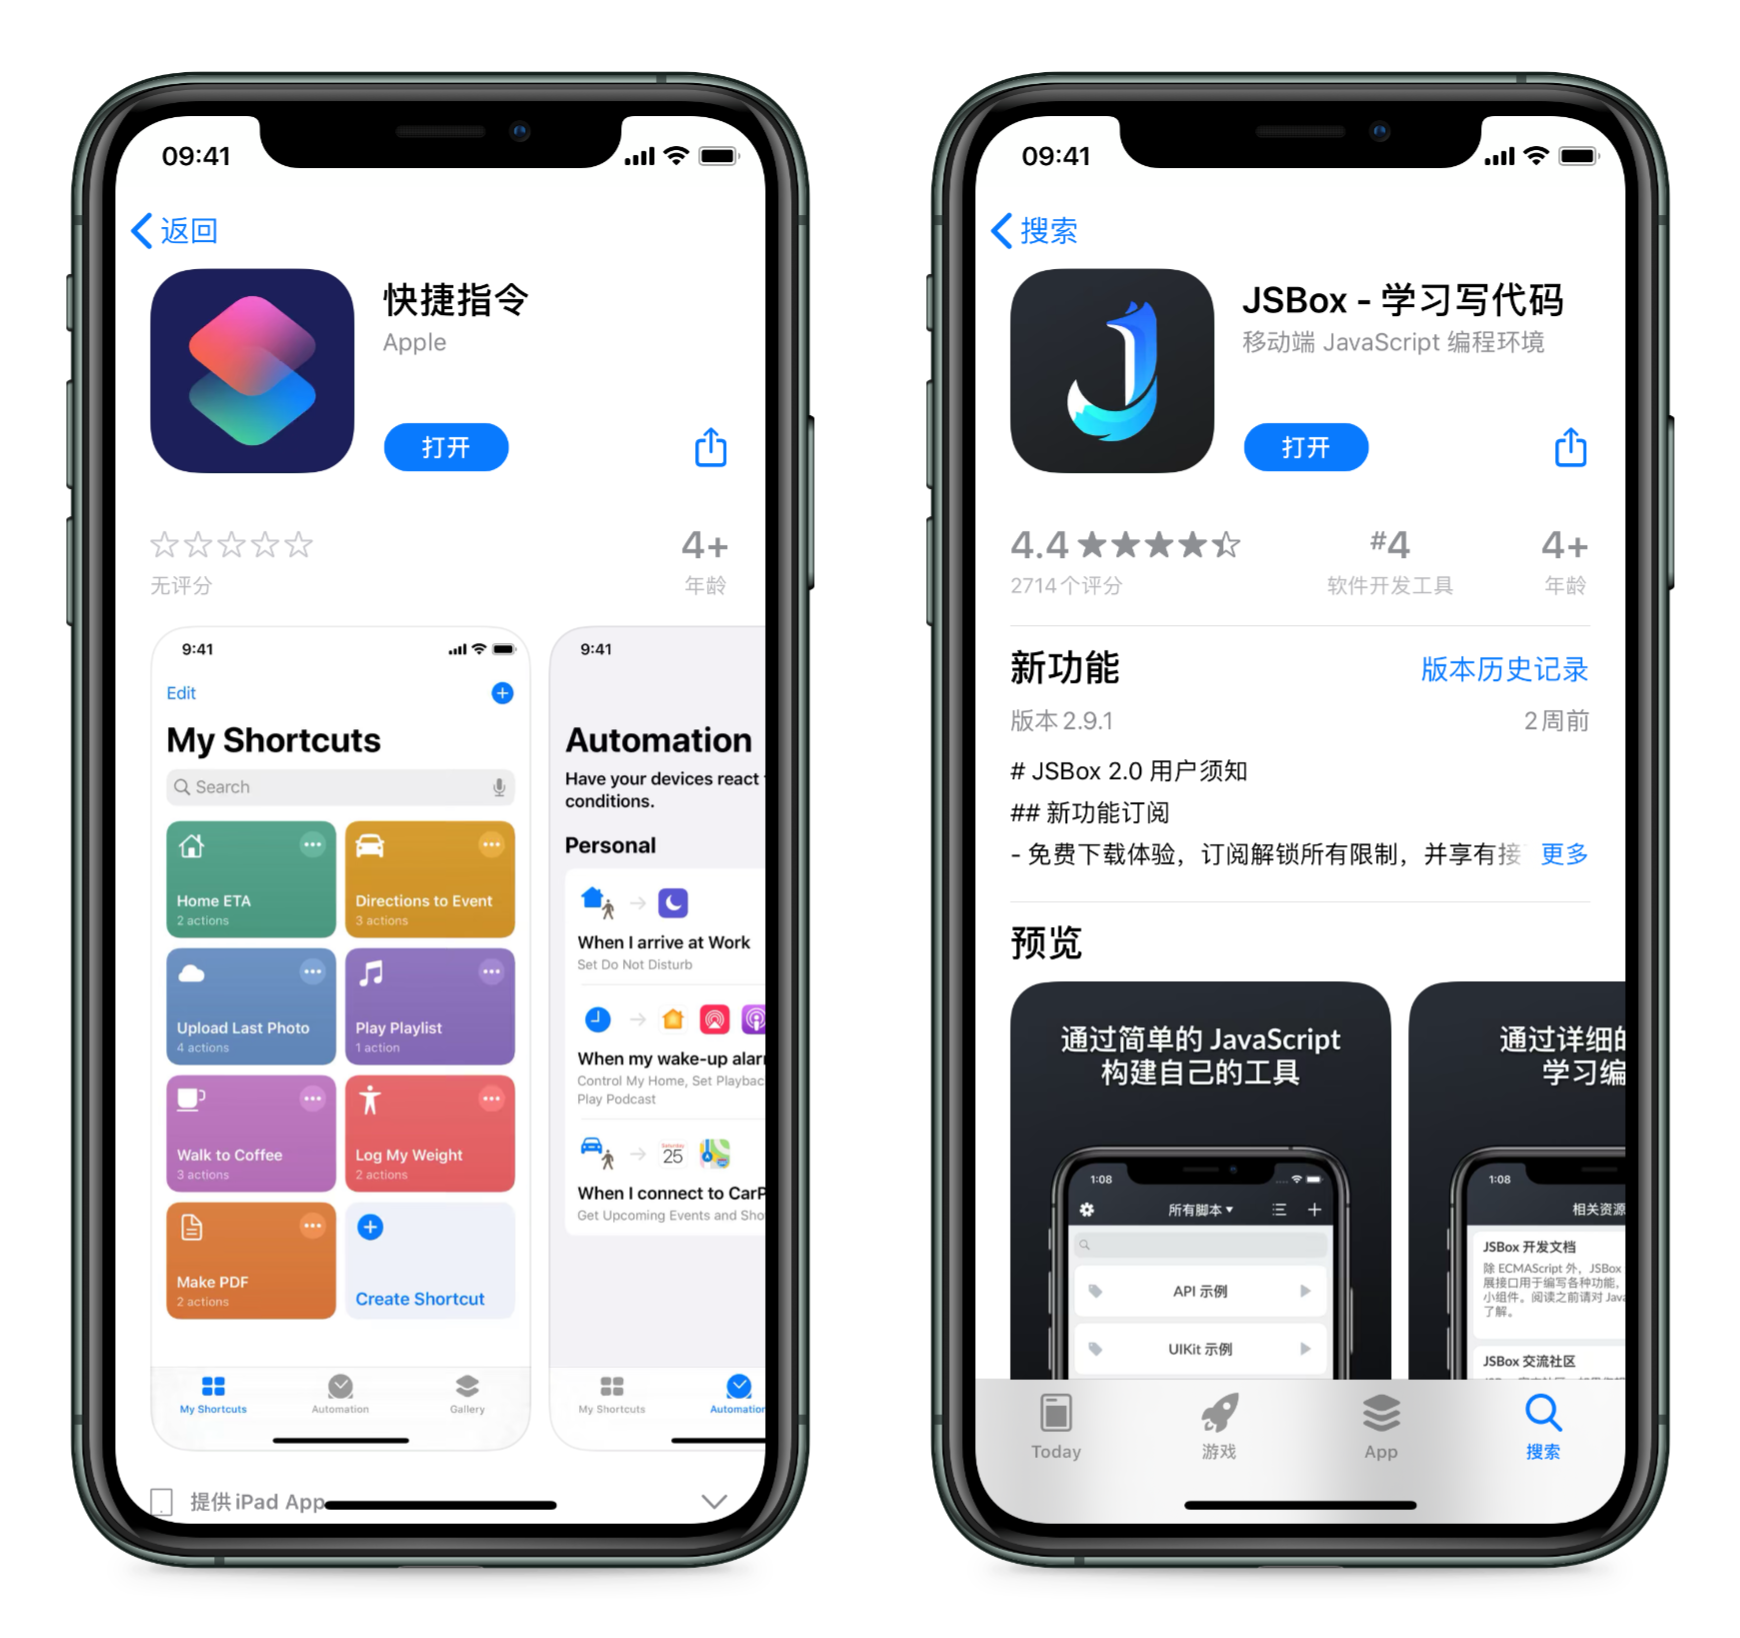 09:41
返回
快捷指令
Apple
打开
无评分
4+
年龄
9:41
Edit
My Shortcuts
Search
Home ETA
2 actions
Directions to Event
3 actions
Upload Last Photo
4 actions
Play Playlist
1 action
Walk to Coffee
3 actions
Log My Weight
2 actions
Make PDF
2 actions
Create Shortcut
My Shortcuts
Automation
Gallery
9:41
Automation
Have your devices react
conditions.
Personal
When I arrive at Work
Set Do Not Disturb
When my wake-up alar
Control My Home, Set Playbac
Play Podcast
Saturday
25
When I connect to CarP
Get Upcoming Events and Sho
My Shortcuts
Automation
提供 iPad App
09:41
搜索
JSBox - 学习写代码
移动端 JavaScript 编程环境
打开
4.4
2714个评分
#4
软件开发工具
4+
年龄
新功能
版本历史记录
版本 2.9.1
2周前
# JSBox 2.0 用户须知
## 新功能订阅
- 免费下载体验，订阅解锁所有限制，并享有接
更多
预览
通过简单的 JavaScript
构建自己的工具
1:08
所有脚本
API 示例
UIKit 示例
通过详细的
学习编
1:08
相关资源
JSBox 开发文档
除 ECMAScript 外，JSBox
展接口用于编写各种功能，
小组件。阅读之前请对 Java
了解。
JSBox 交流社区
Today
游戏
App
搜索